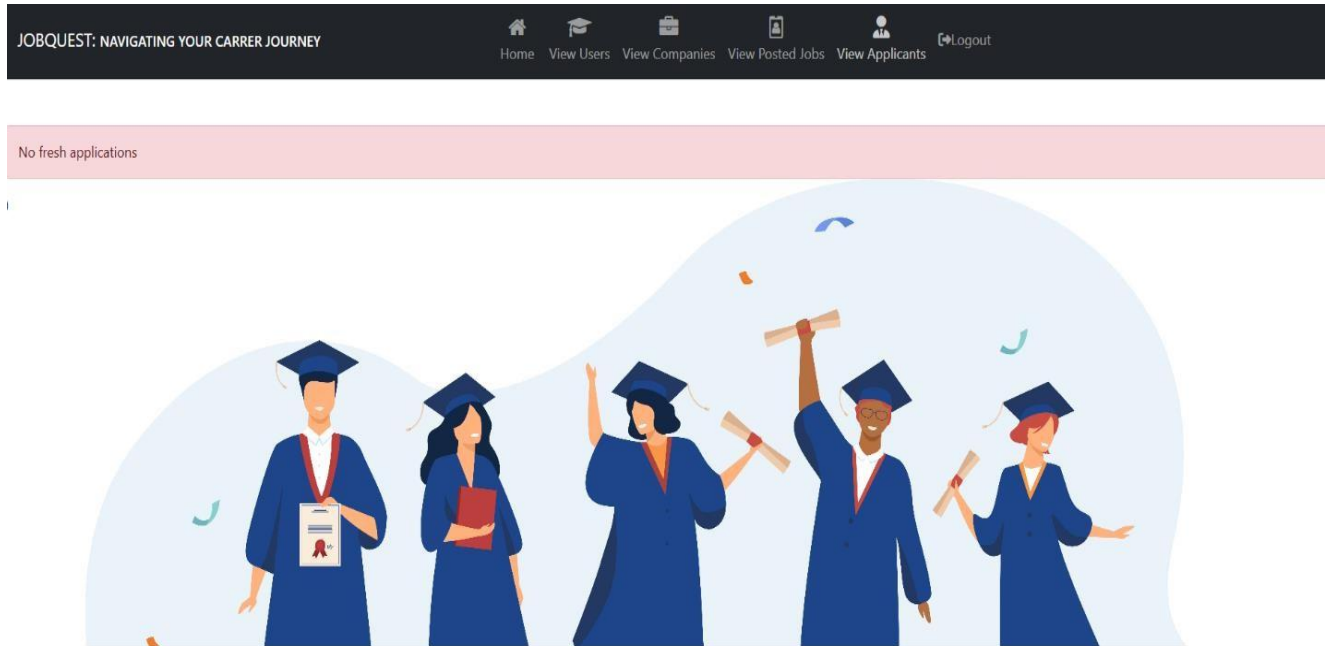 JOBQUEST: NAVIGATING YOUR CARRER JOURNEY
Home View Users View Companies View Posted Jobs View Applicants Logout
No fresh applications